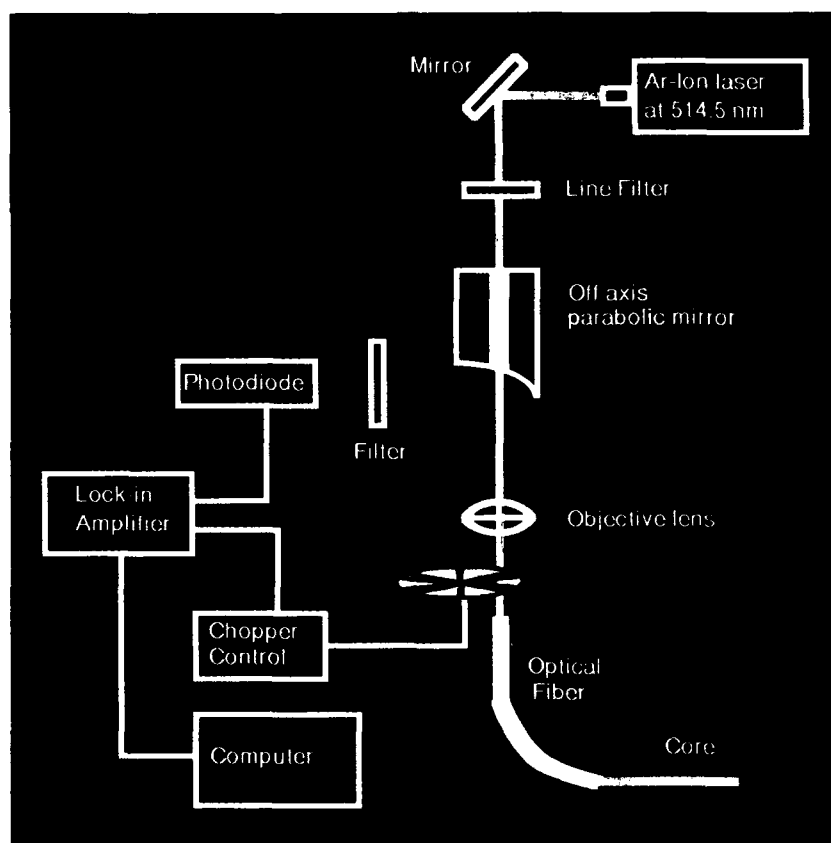 Mirror
Ar-Ion laser
at 514.5 nm
Line Filter
Off axis
parabolic mirror
Photodiode
Filter
Lock-in
Amplifier
Objective lens
Chopper
Control
Optical
Fiber
Core
Computer